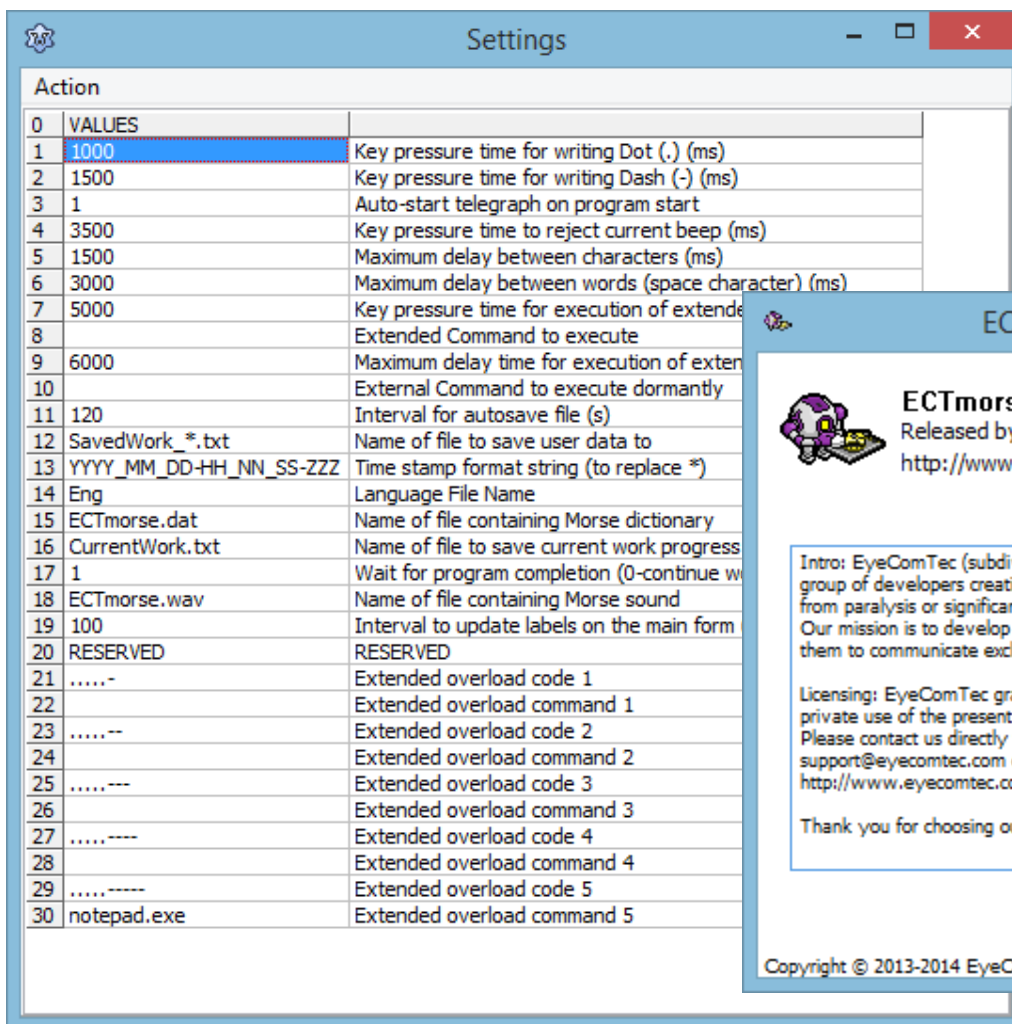 Settings
Action
0 VALUES
1 1000 Key pressure time for writing Dot (.) (ms)
2 1500 Key pressure time for writing Dash (-) (ms)
3 1 Auto-start telegraph on program start
4 3500 Key pressure time to reject current beep (ms)
5 1500 Maximum delay between characters (ms)
6 3000 Maximum delay between words (space character) (ms)
7 5000 Key pressure time for execution of extende
8 Extended Command to execute
9 6000 Maximum delay time for execution of exten
10 External Command to execute dormantly
11 120 Interval for autosave file (s)
12 SavedWork_*.txt Name of file to save user data to
13 YYYY_MM_DD-HH_NN_SS-ZZZ Time stamp format string (to replace *)
14 Eng Language File Name
15 ECTmorse.dat Name of file containing Morse dictionary
16 CurrentWork.txt Name of file to save current work progress
17 1 Wait for program completion (0-continue w
18 ECTmorse.wav Name of file containing Morse sound
19 100 Interval to update labels on the main form
20 RESERVED RESERVED
21 .....- Extended overload code 1
22 Extended overload command 1
23 .....-- Extended overload code 2
24 Extended overload command 2
25 .....--- Extended overload code 3
26 Extended overload command 3
27 .....---- Extended overload code 4
28 Extended overload command 4
29 .....----- Extended overload code 5
30 notepad.exe Extended overload command 5
EC
ECTmors
Released by
http://www
Intro: EyeComTec (subdi
group of developers creati
from paralysis or significan
Our mission is to develop
them to communicate exc
Licensing: EyeComTec gra
private use of the present
Please contact us directly
support@eyecomtec.com
http://www.eyecomtec.co
Thank you for choosing o
Copyright © 2013-2014 EyeC